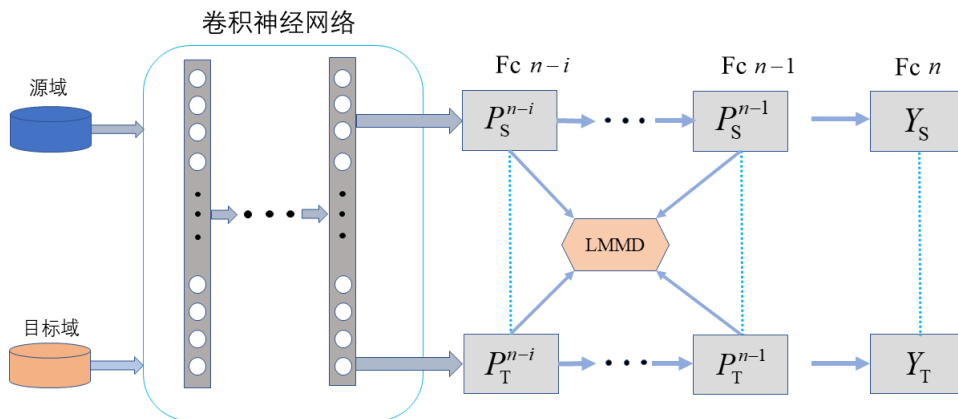 卷积神经网络
Fc n−i
Fc n−1
Fc n
源域
P_S^{n−i}
P_S^{n−1}
Y_S
LMMD
目标域
P_T^{n−i}
P_T^{n−1}
Y_T